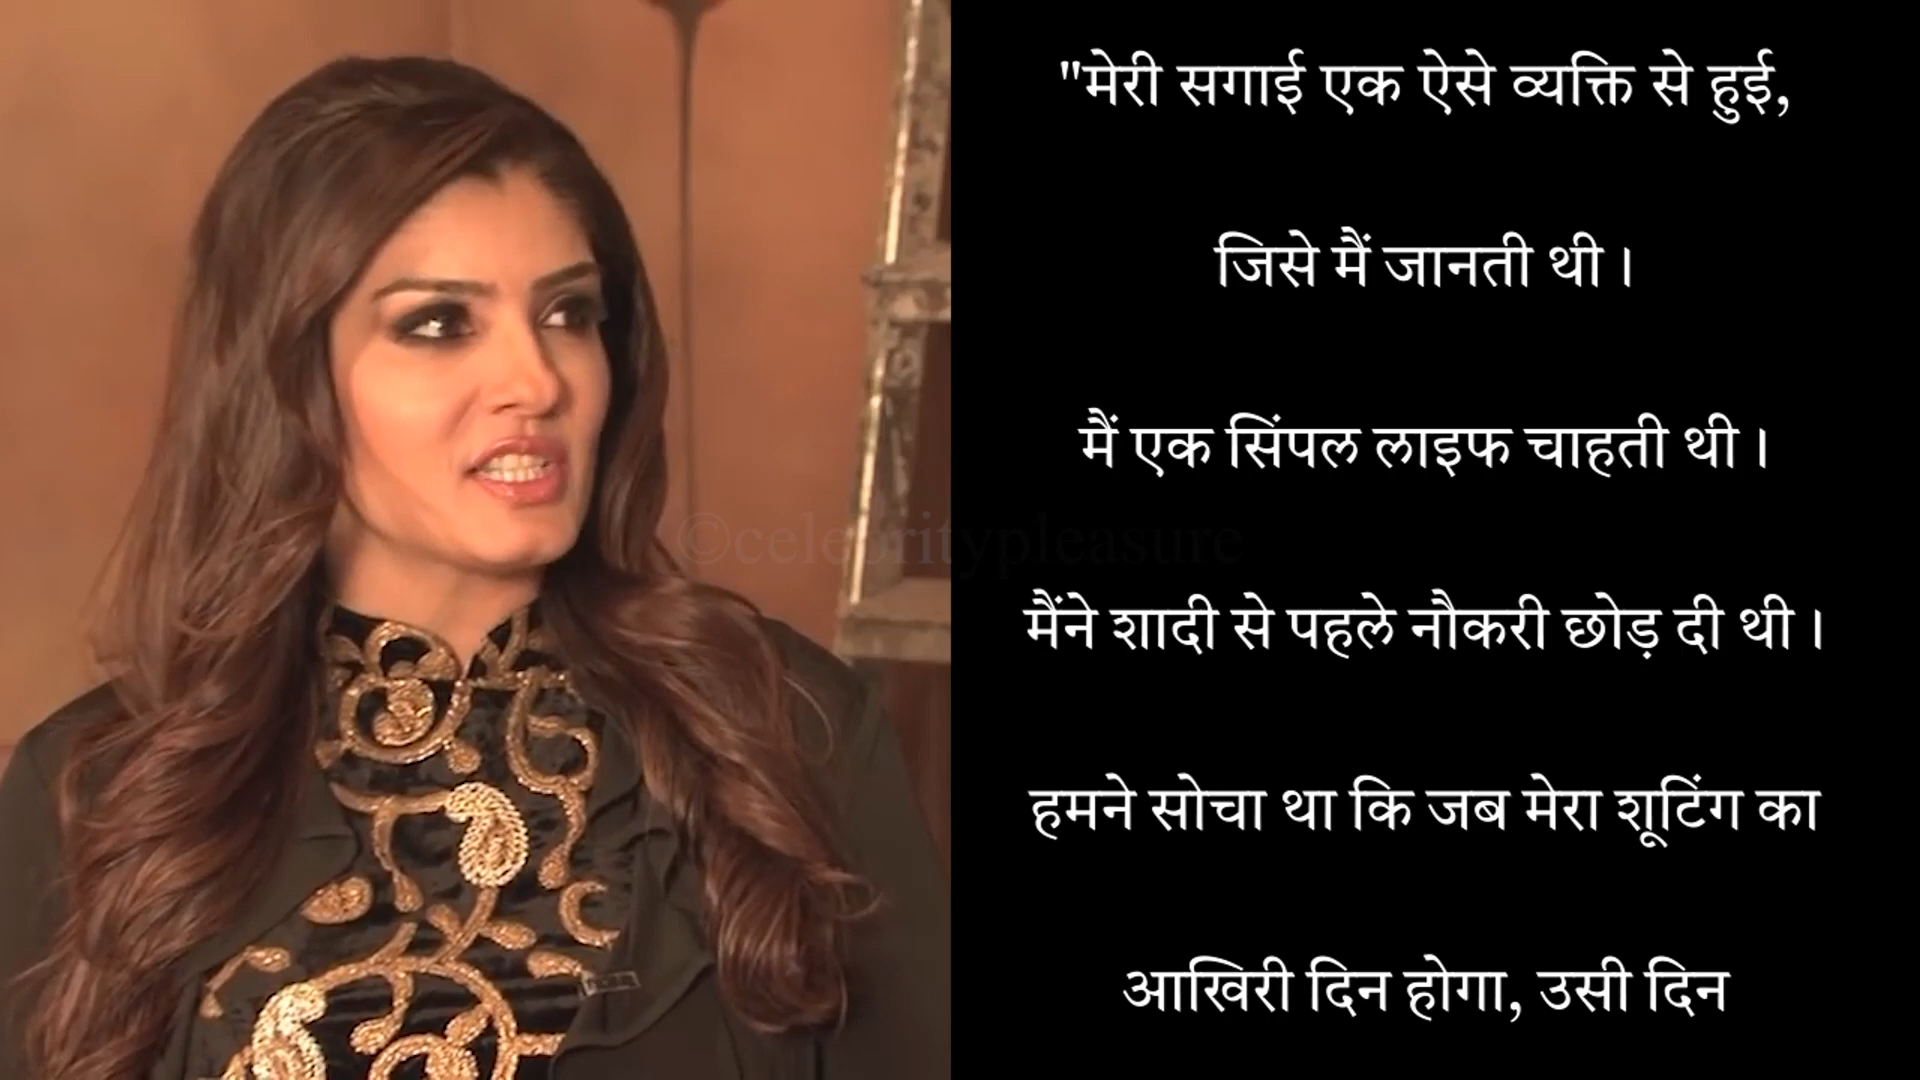 "मेरी सगाई एक ऐसे व्यक्ति से हुई,
जिसे मैं जानती थी।
मैं एक सिंपल लाइफ चाहती थी।
©celebritypleasure
मैंने शादी से पहले नौकरी छोड़ दी थी।
हमने सोचा था कि जब मेरा शूटिंग का
आखिरी दिन होगा, उसी दिन